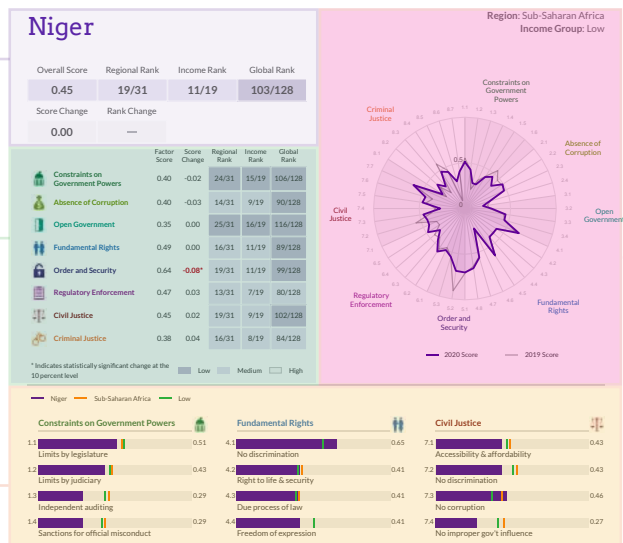 Niger
Region: Sub-Saharan Africa
Income Group: Low
Overall Score Regional Rank Income Rank Global Rank
0.45 19/31 11/19 103/128
Score Change Rank Change
0.00 —
Factor Score Score Change Regional Rank Income Rank Global Rank
Constraints on Government Powers 0.40 -0.02 24/31 15/19 106/128
Absence of Corruption 0.40 -0.03 14/31 9/19 90/128
Open Government 0.35 0.00 25/31 16/19 116/128
Fundamental Rights 0.49 0.00 16/31 11/19 89/128
Order and Security 0.64 -0.08* 19/31 11/19 99/128
Regulatory Enforcement 0.47 0.03 13/31 7/19 80/128
Civil Justice 0.45 0.02 19/31 9/19 102/128
Criminal Justice 0.38 0.04 16/31 8/19 84/128
* Indicates statistically significant change at the
10 percent level
Low Medium High
Constraints on
Government
Powers
Absence of
Corruption
Open
Government
Fundamental
Rights
Order and
Security
Regulatory
Enforcement
Civil
Justice
Criminal
Justice
0.5
0
2020 Score 2019 Score
Niger Sub-Saharan Africa Low
Constraints on Government Powers
1.1 0.51
Limits by legislature
1.2 0.43
Limits by judiciary
1.3 0.29
Independent auditing
1.4 0.29
Sanctions for official misconduct
Fundamental Rights
4.1 0.65
No discrimination
4.2 0.41
Right to life & security
4.3 0.41
Due process of law
4.4 0.41
Freedom of expression
Civil Justice
7.1 0.43
Accessibility & affordability
7.2 0.43
No discrimination
7.3 0.46
No corruption
7.4 0.27
No improper gov't influence